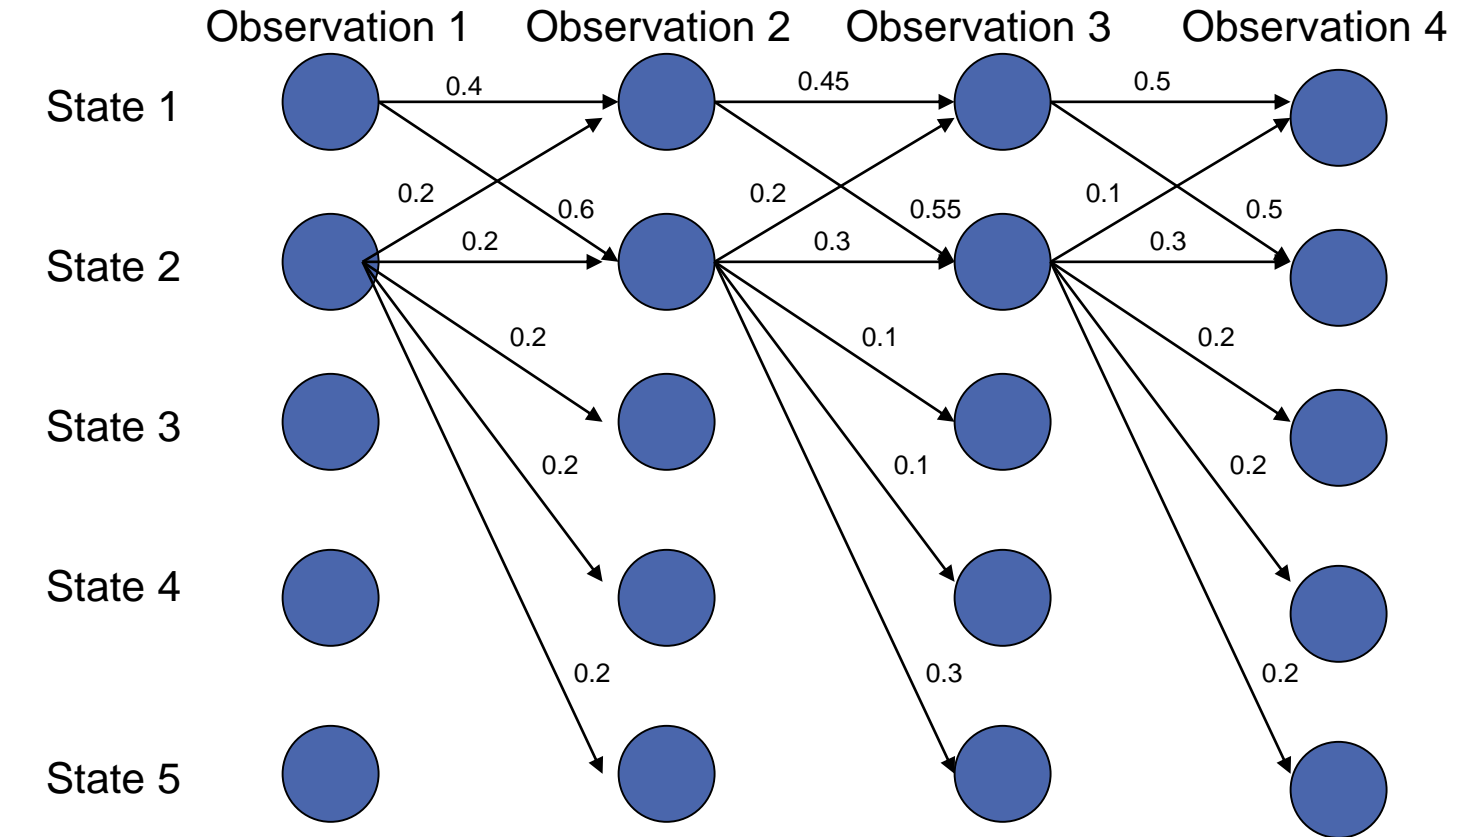 Observation 1 Observation 2 Observation 3 Observation 4
State 1
0.4 0.45 0.5
0.2 0.6 0.2 0.55 0.1 0.5
State 2
0.2 0.3 0.3
0.2 0.1 0.2
State 3
0.2 0.1 0.2
State 4
0.2 0.3 0.2
State 5